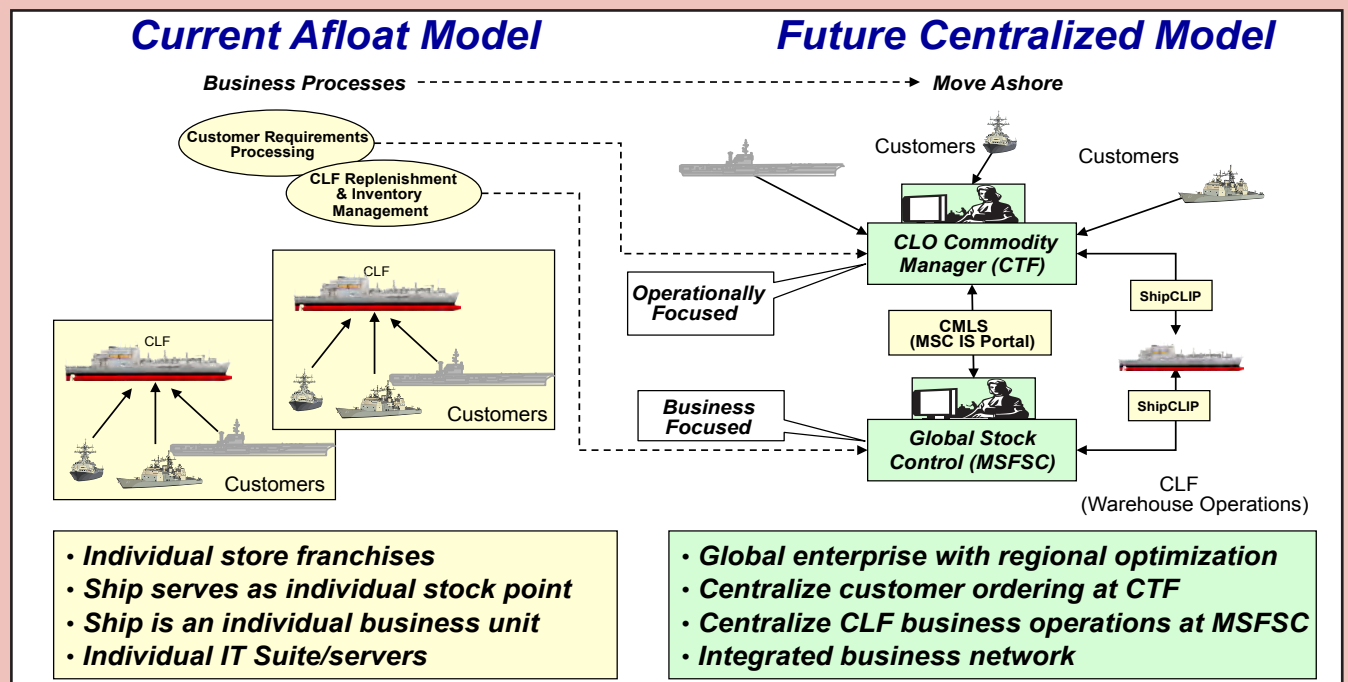 Current Afloat Model
Future Centralized Model
Business Processes
Move Ashore
Customer Requirements
Processing
CLF Replenishment
& Inventory
Management
CLF
Customers
CLF
Customers
Customers
Customers
CLO Commodity
Manager (CTF)
Operationally
Focused
CMLS
(MSC IS Portal)
ShipCLIP
ShipCLIP
Business
Focused
Global Stock
Control (MSFSC)
CLF
(Warehouse Operations)
• Individual store franchises
• Ship serves as individual stock point
• Ship is an individual business unit
• Individual IT Suite/servers
• Global enterprise with regional optimization
• Centralize customer ordering at CTF
• Centralize CLF business operations at MSFSC
• Integrated business network